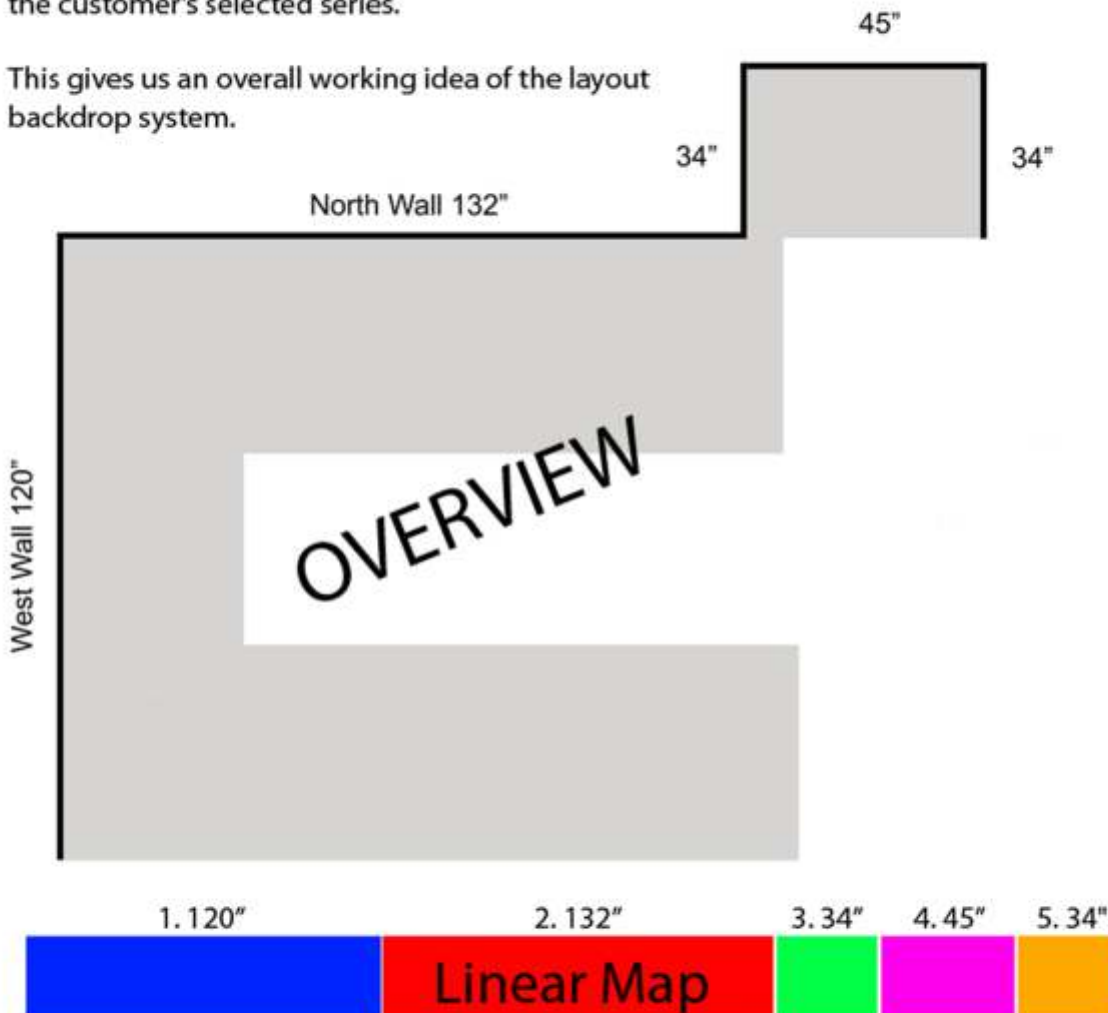 the customer's selected series.
This gives us an overall working idea of the layout
backdrop system.
45”
34”
34”
North Wall 132”
West Wall 120”
OVERVIEW
1. 120”
2. 132”
3. 34”
4. 45”
5. 34"
Linear Map